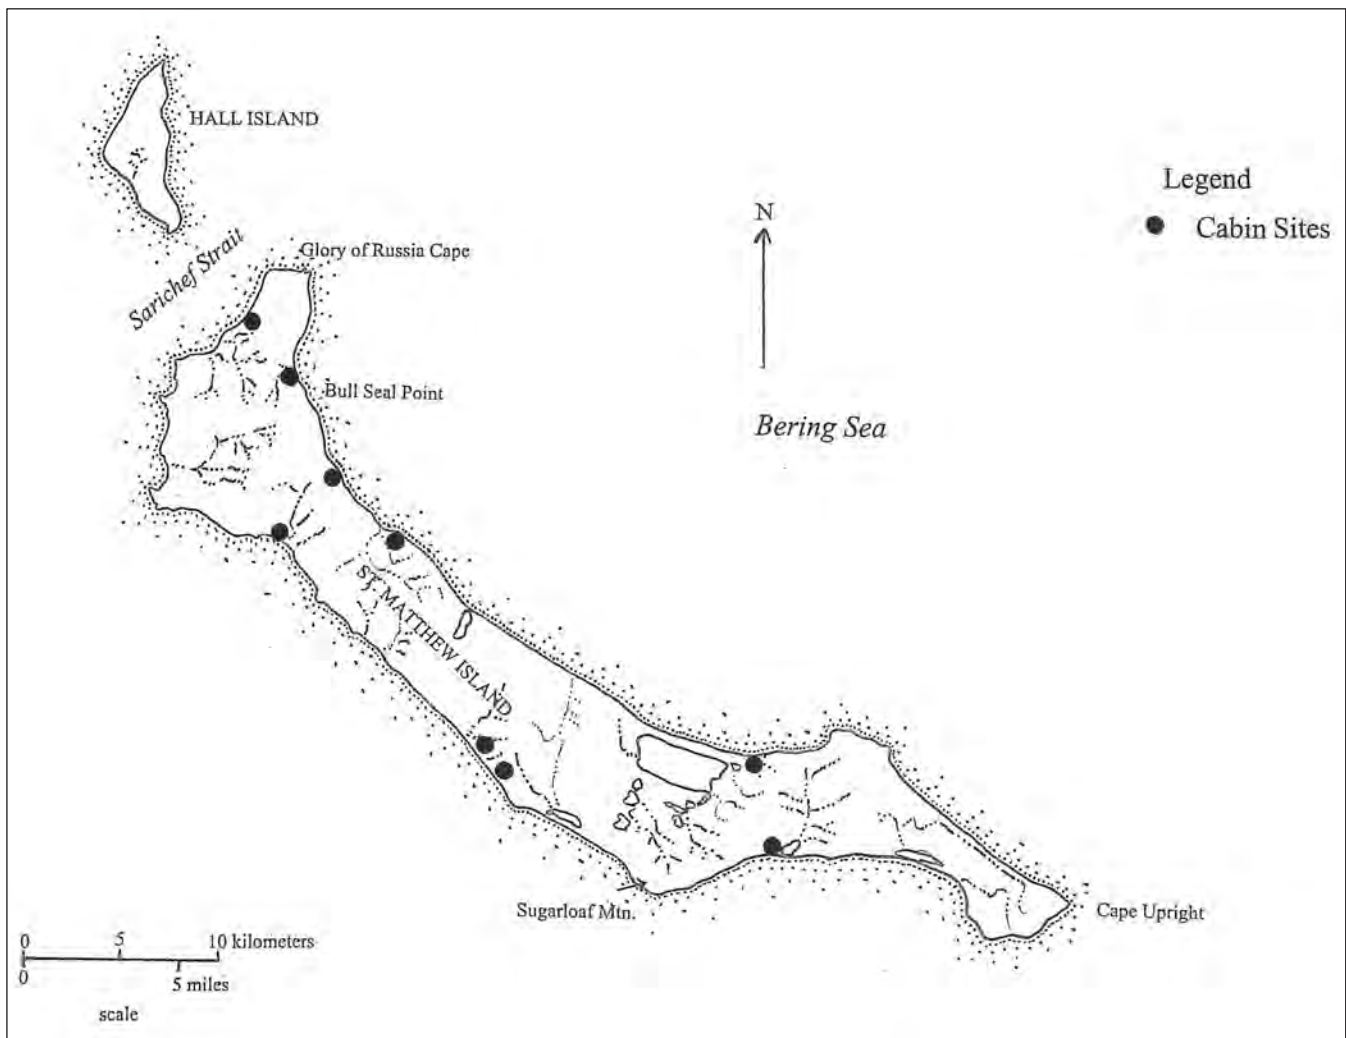 HALL ISLAND
Legend
Cabin Sites
N
Glory of Russia Cape
Sarichef Strait
Bull Seal Point
Bering Sea
ST. MATTHEW ISLAND
Sugarloaf Mtn.
Cape Upright
0 5 10 kilometers
0 5 miles
scale